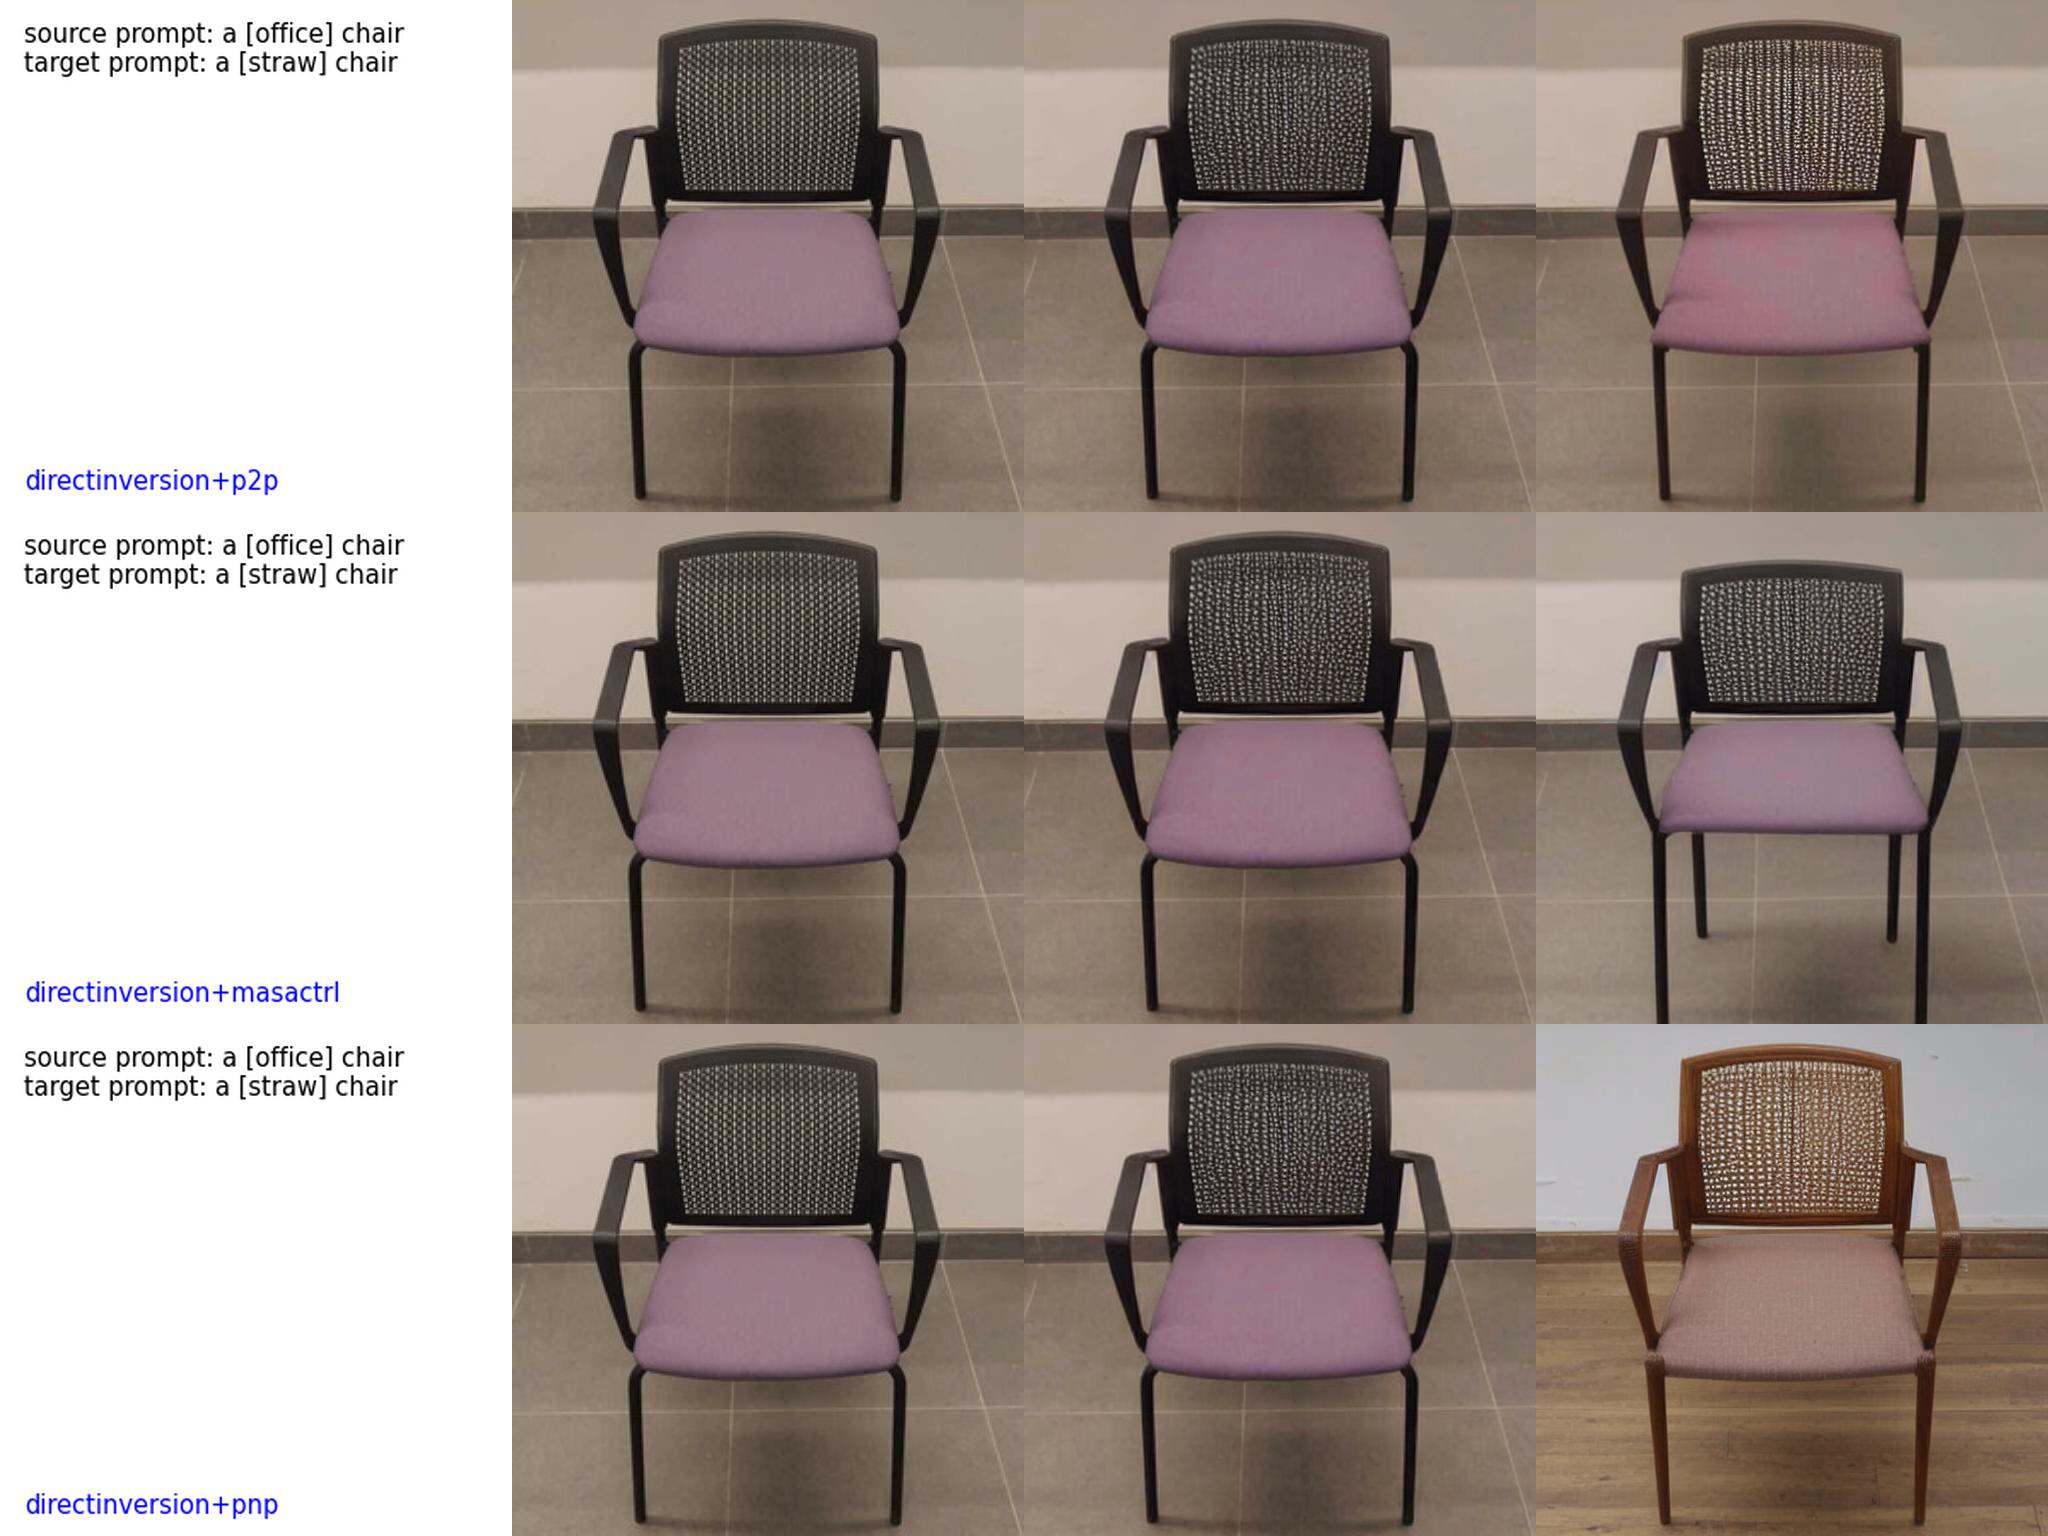 source prompt: a [office] chair
target prompt: a [straw] chair
directinversion+p2p
source prompt: a [office] chair
target prompt: a [straw] chair
directinversion+masactrl
source prompt: a [office] chair
target prompt: a [straw] chair
directinversion+pnp